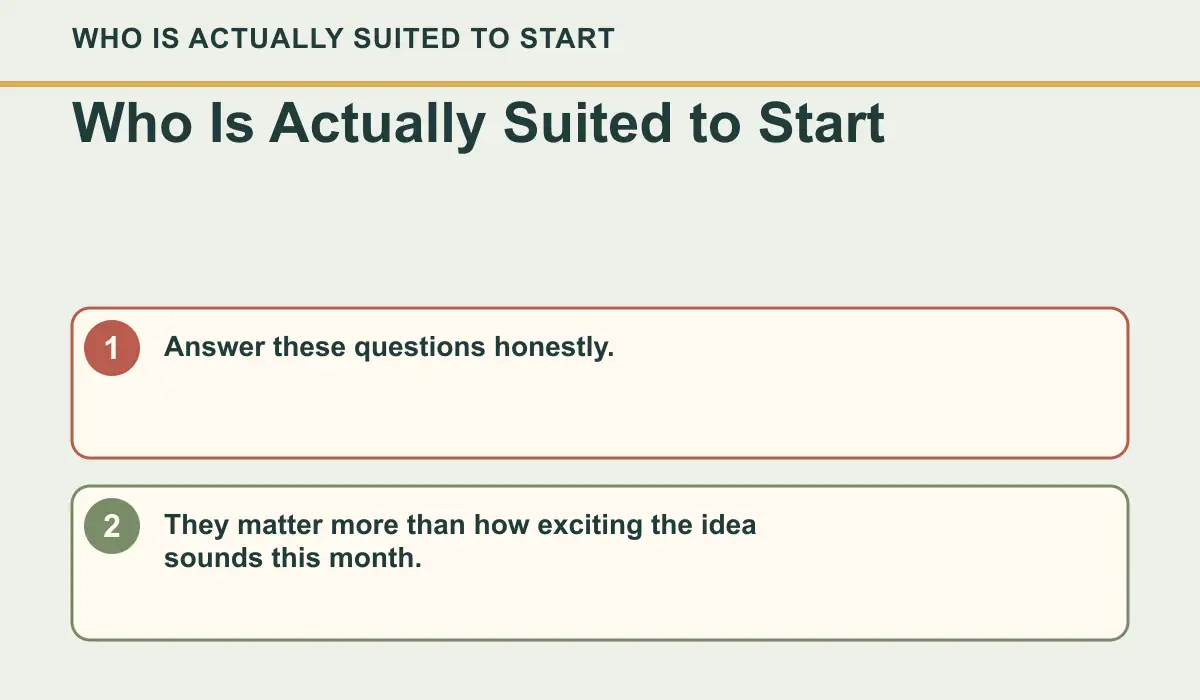 WHO IS ACTUALLY SUITED TO START
Who Is Actually Suited to Start
1
Answer these questions honestly.
2
They matter more than how exciting the idea
sounds this month.